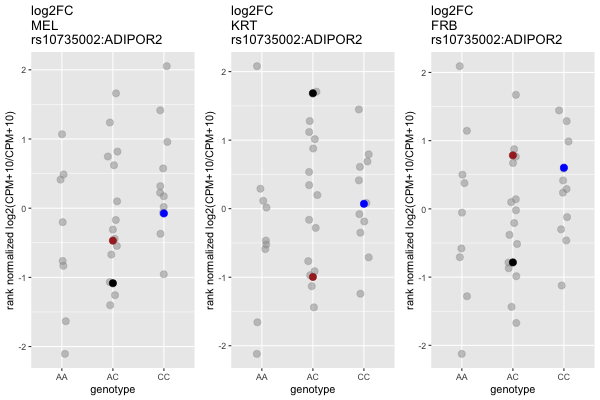 log2FC
MEL
rs10735002:ADIPOR2
rank normalized log2(CPM+10/CPM+10)
2
1
0
-1
-2
AA AC CC
genotype
log2FC
KRT
rs10735002:ADIPOR2
rank normalized log2(CPM+10/CPM+10)
2
1
0
-1
-2
AA AC CC
genotype
log2FC
FRB
rs10735002:ADIPOR2
rank normalized log2(CPM+10/CPM+10)
2
1
0
-1
-2
AA AC CC
genotype